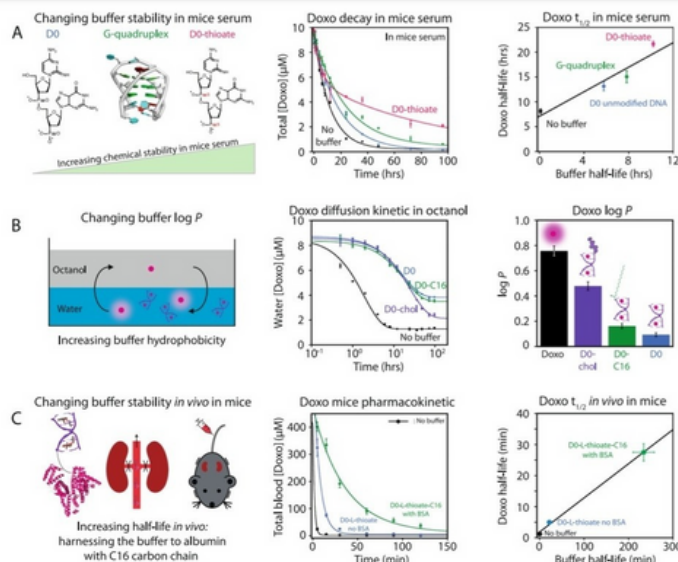 A
Changing buffer stability in mice serum
D0
G-quadruplex
D0-thioate
Increasing chemical stability in mice serum
Doxo decay in mice serum
In mice serum
D0-thioate
No
buffer
Total [Doxo] (μM)
10
8
6
4
2
0
0
20
40
60
80
100
Time (hrs)
Doxo t1/2 in mice serum
D0-thioate
G-quadruplex
D0 unmodified DNA
No buffer
Doxo half-life (hrs)
25
20
15
10
5
0
0
4
8
12
Buffer half-life (hrs)
B
Changing buffer log P
Octanol
Water
Increasing buffer hydrophobicity
Doxo diffusion kinetic in octanol
D0
D0-C16
D0-chol
No buffer
Water [Doxo] (μM)
10
8
6
4
2
0
10-1
100
101
102
Time (hrs)
Doxo log P
log P
1.0
0.8
0.6
0.4
0.2
0
Doxo
D0-
chol
D0-
C16
D0
C
Changing buffer stability in vivo in mice
Increasing half-life in vivo:
harnessing the buffer to albumin
with C16 carbon chain
Doxo mice pharmacokinetic
: No buffer
D0-L-thioate-C16
with BSA
D0-L-thioate
no BSA
Total blood [Doxo] (μM)
400
300
200
100
0
0
50
100
150
Time (min)
Doxo t1/2 in vivo in mice
D0-L-thioate-C16
with BSA
D0-L-thioate no BSA
No buffer
Doxo half-life (min)
40
30
20
10
0
0
100
200
300
Buffer half-life (min)